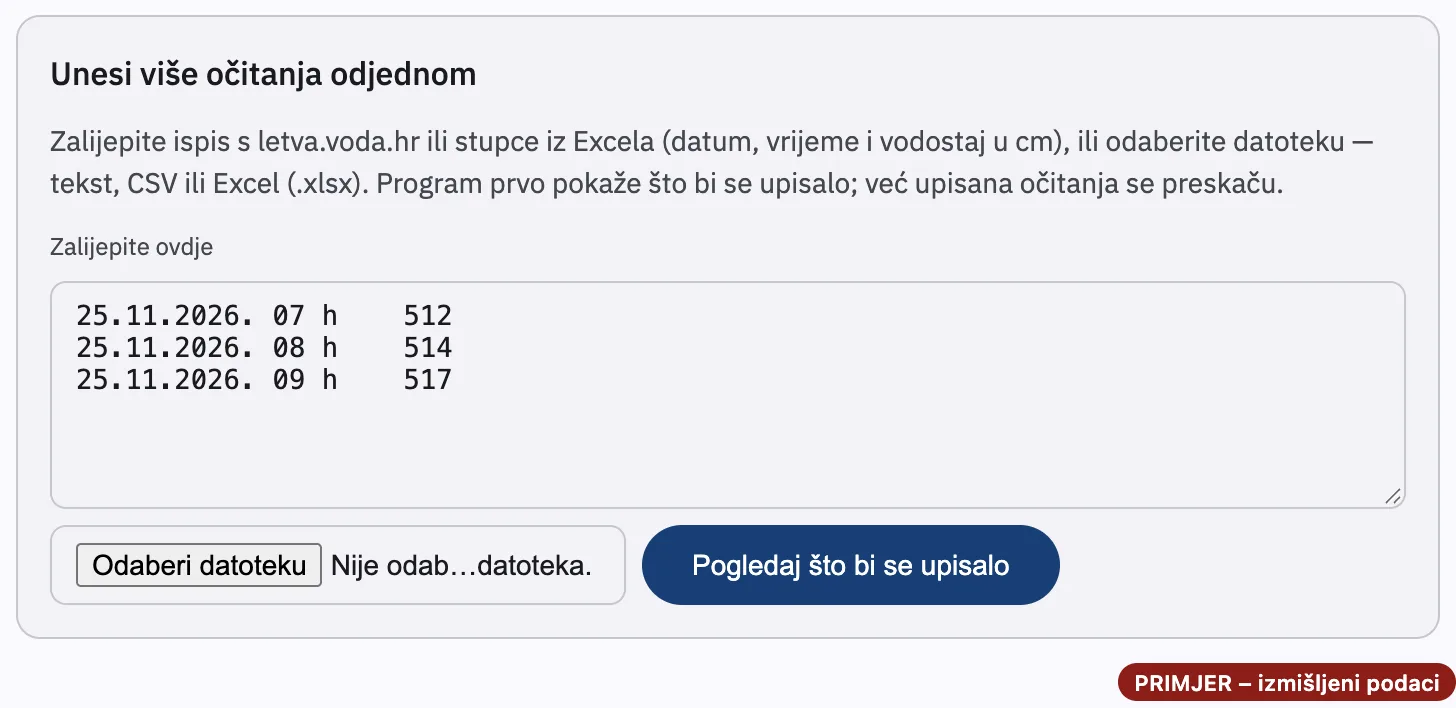 Unesi više očitanja odjednom
Zalijepite ispis s letva.voda.hr ili stupce iz Excela (datum, vrijeme i vodostaj u cm), ili odaberite datoteku —
tekst, CSV ili Excel (.xlsx). Program prvo pokaže što bi se upisalo; već upisana očitanja se preskaču.
Zalijepite ovdje
25.11.2026. 07 h    512
25.11.2026. 08 h    514
25.11.2026. 09 h    517
Odaberi datoteku Nije odab…datoteka.
Pogledaj što bi se upisalo
PRIMJER – izmišljeni podaci